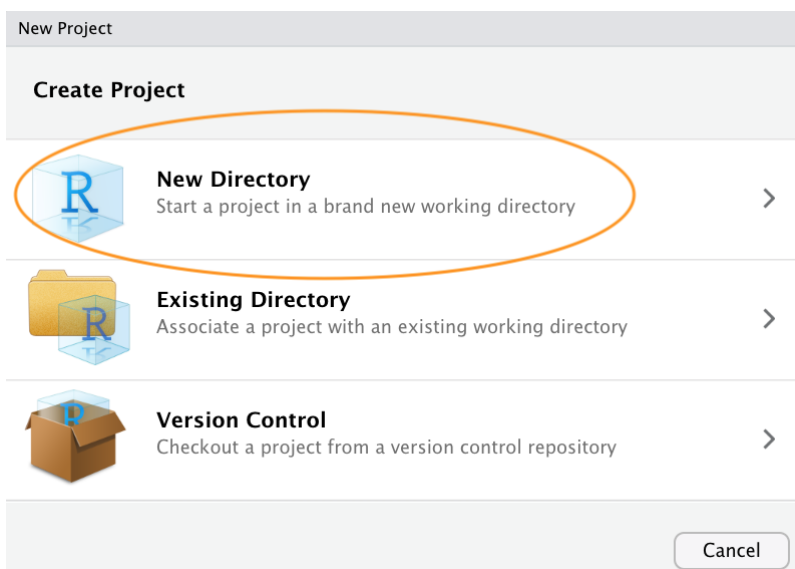 New Project
Create Project
R
New Directory
Start a project in a brand new working directory
R
Existing Directory
Associate a project with an existing working directory
R
Version Control
Checkout a project from a version control repository
Cancel